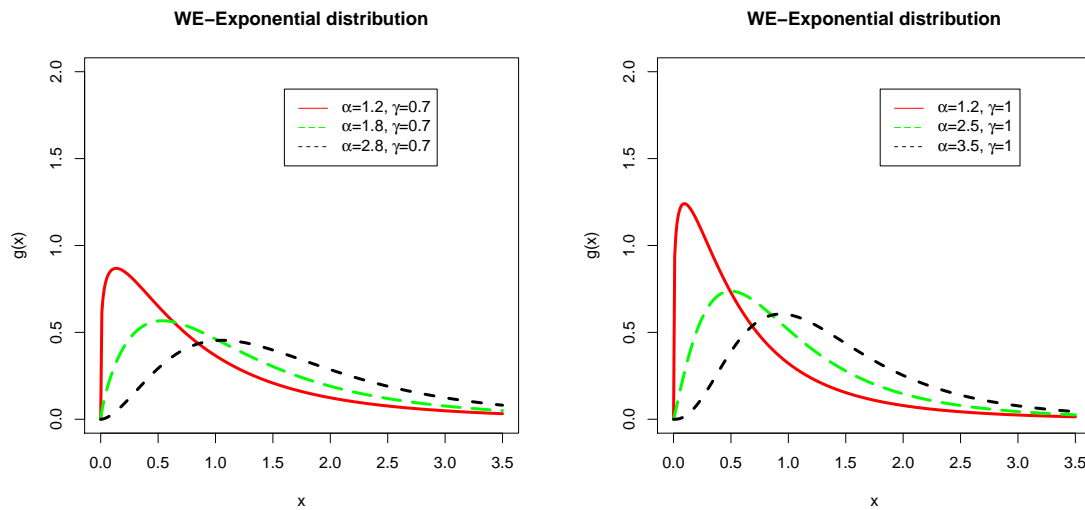 WE−Exponential distribution
2.0
1.5
1.0
0.5
0.0
g(x)
α=1.2, γ=0.7
α=1.8, γ=0.7
α=2.8, γ=0.7
0.0 0.5 1.0 1.5 2.0 2.5 3.0 3.5
x
WE−Exponential distribution
2.0
1.5
1.0
0.5
0.0
g(x)
α=1.2, γ=1
α=2.5, γ=1
α=3.5, γ=1
0.0 0.5 1.0 1.5 2.0 2.5 3.0 3.5
x